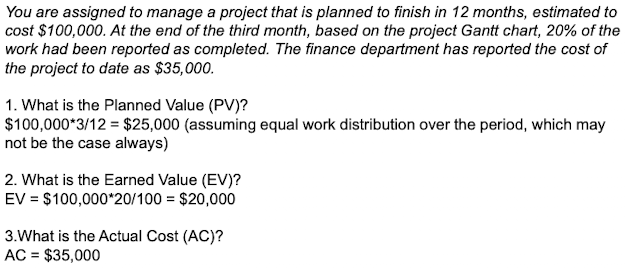 You are assigned to manage a project that is planned to finish in 12 months, estimated to
cost $100,000. At the end of the third month, based on the project Gantt chart, 20% of the
work had been reported as completed. The finance department has reported the cost of
the project to date as $35,000.
1. What is the Planned Value (PV)?
$100,000*3/12 = $25,000 (assuming equal work distribution over the period, which may
not be the case always)
2. What is the Earned Value (EV)?
EV = $100,000*20/100 = $20,000
3.What is the Actual Cost (AC)?
AC = $35,000